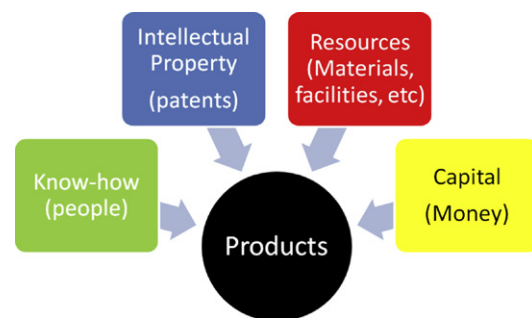 Intellectual
Property
(patents)
Resources
(Materials,
facilities, etc)
Know-how
(people)
Capital
(Money)
Products